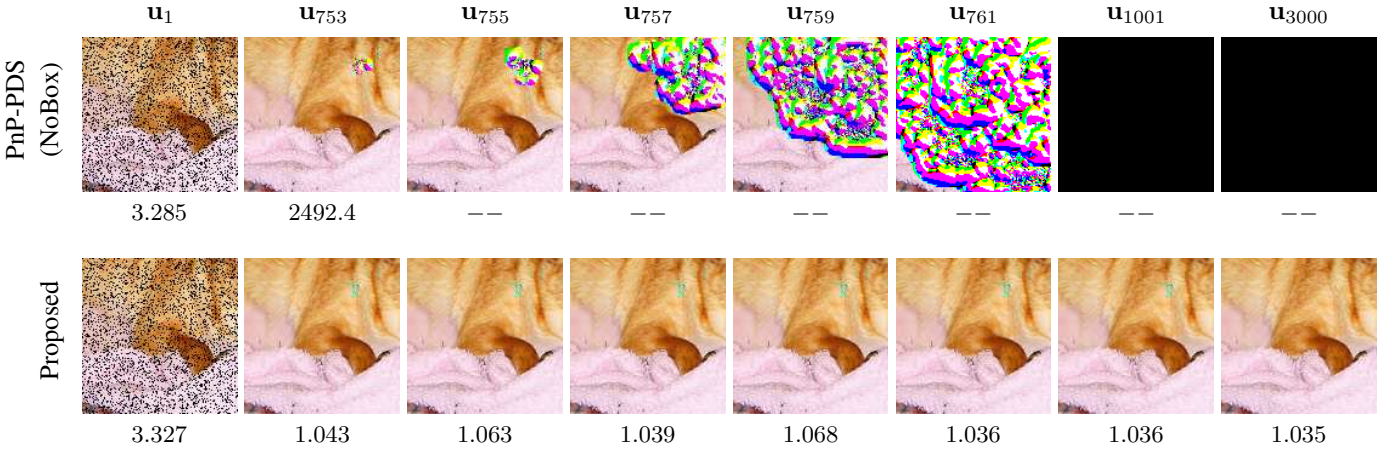 u1 u753 u755 u757 u759 u761 u1001 u3000
PnP-PDS
(NoBox)
3.285 2492.4 −− −− −− −− −− −−
Proposed
3.327 1.043 1.063 1.039 1.068 1.036 1.036 1.035